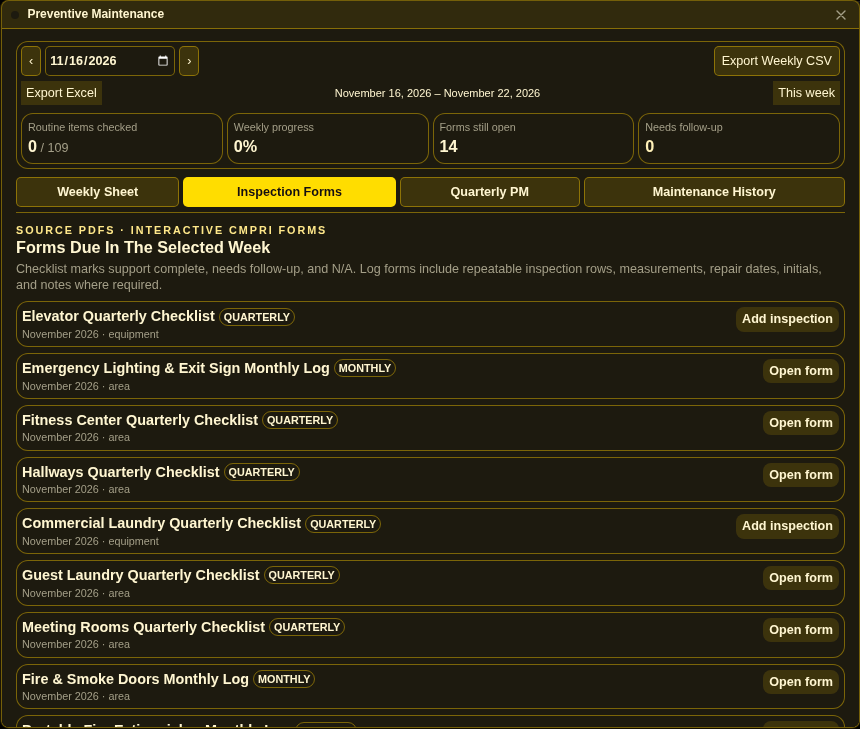 Preventive Maintenance
‹ 11/16/2026 › Export Weekly CSV
Export Excel November 16, 2026 – November 22, 2026 This week
Routine items checked Weekly progress Forms still open Needs follow-up
0 / 109 0% 14 0
Weekly Sheet Inspection Forms Quarterly PM Maintenance History
SOURCE PDFS · INTERACTIVE CMPRI FORMS
Forms Due In The Selected Week
Checklist marks support complete, needs follow-up, and N/A. Log forms include repeatable inspection rows, measurements, repair dates, initials,
and notes where required.
Elevator Quarterly Checklist QUARTERLY Add inspection
November 2026 · equipment
Emergency Lighting & Exit Sign Monthly Log MONTHLY Open form
November 2026 · area
Fitness Center Quarterly Checklist QUARTERLY Open form
November 2026 · area
Hallways Quarterly Checklist QUARTERLY Open form
November 2026 · area
Commercial Laundry Quarterly Checklist QUARTERLY Add inspection
November 2026 · equipment
Guest Laundry Quarterly Checklist QUARTERLY Open form
November 2026 · area
Meeting Rooms Quarterly Checklist QUARTERLY Open form
November 2026 · area
Fire & Smoke Doors Monthly Log MONTHLY Open form
November 2026 · area